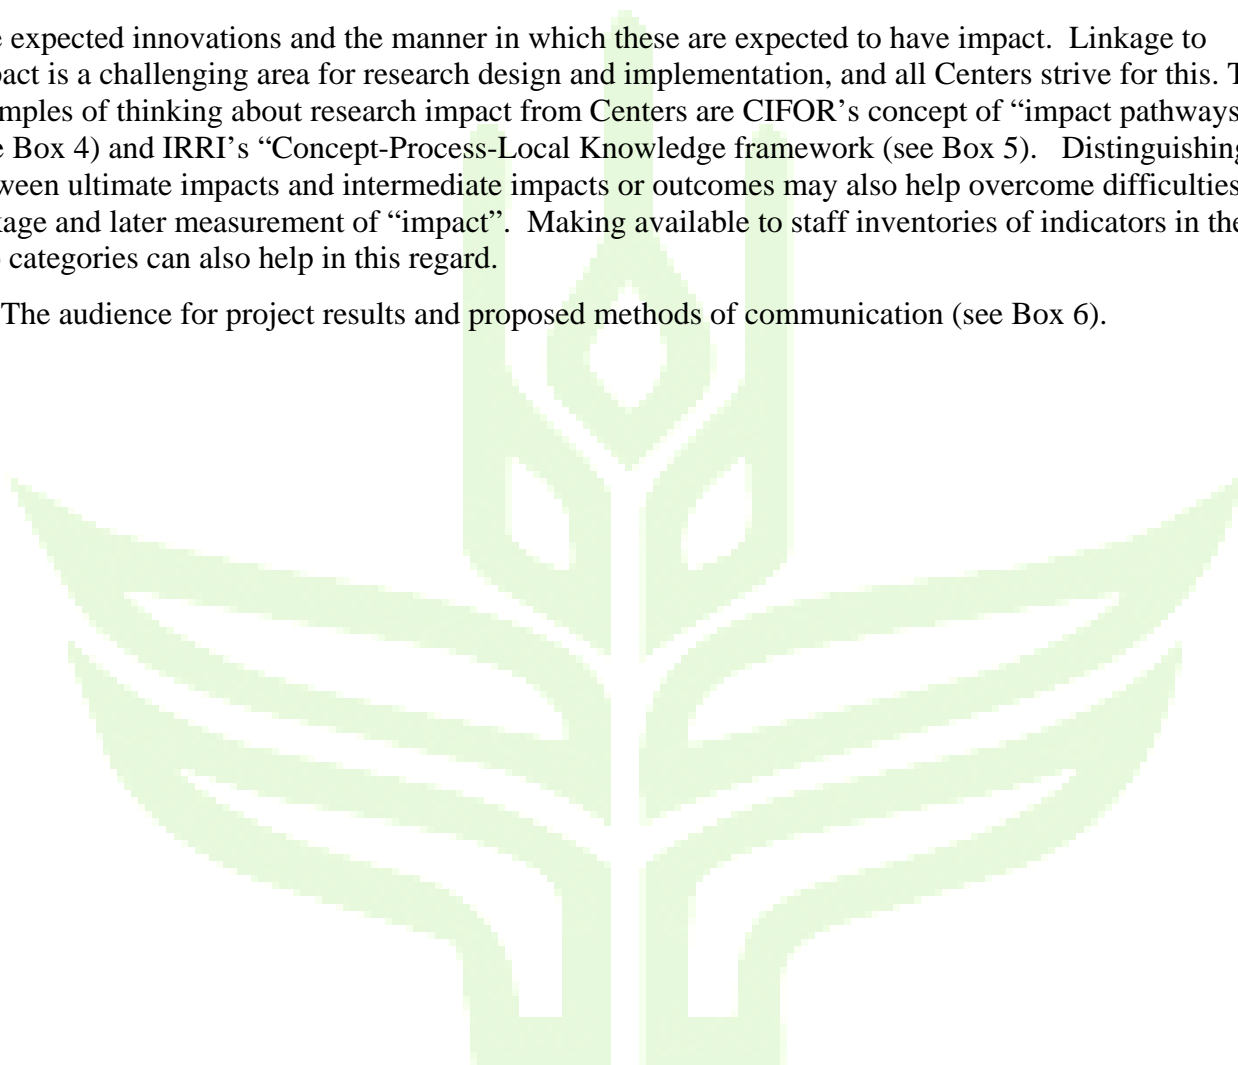 expected innovations and the manner in which these are expected to have impact. Linkage to
act is a challenging area for research design and implementation, and all Centers strive for this. T
mples of thinking about research impact from Centers are CIFOR’s concept of “impact pathways
Box 4) and IRRI’s “Concept-Process-Local Knowledge framework (see Box 5). Distinguishing
ween ultimate impacts and intermediate impacts or outcomes may also help overcome difficulties
age and later measurement of “impact”. Making available to staff inventories of indicators in the
categories can also help in this regard.
The audience for project results and proposed methods of communication (see Box 6).